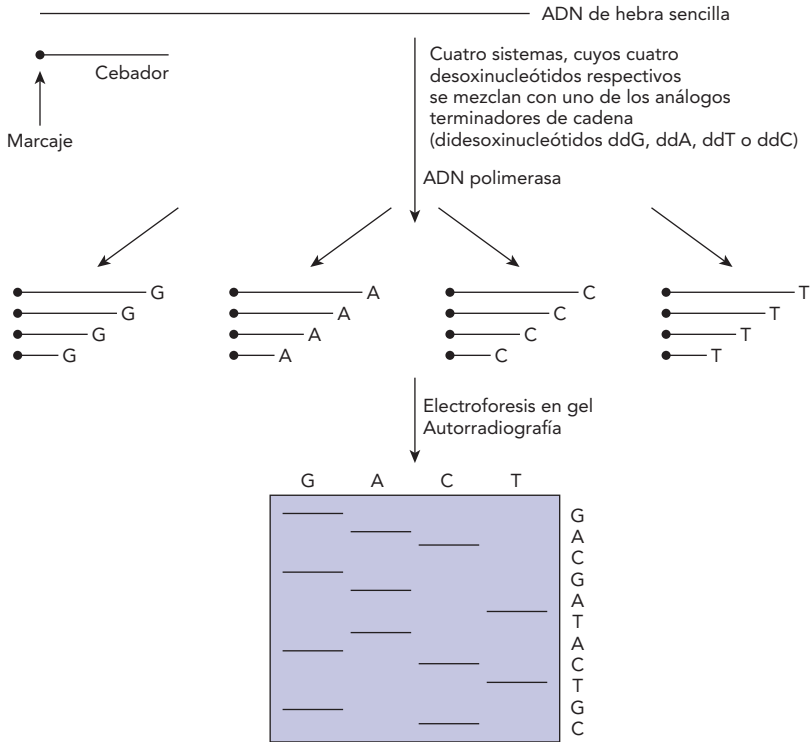 ADN de hebra sencilla
Cebador
Marcaje
Cuatro sistemas, cuyos cuatro
desoxinucleótidos respectivos
se mezclan con uno de los análogos
terminadores de cadena
(didesoxinucleótidos ddG, ddA, ddT o ddC)
ADN polimerasa
G A C T
G A C T
G A C T
G A C T
Electroforesis en gel
Autorradiografía
G A C T
G
A
C
G
A
T
A
C
T
G
C